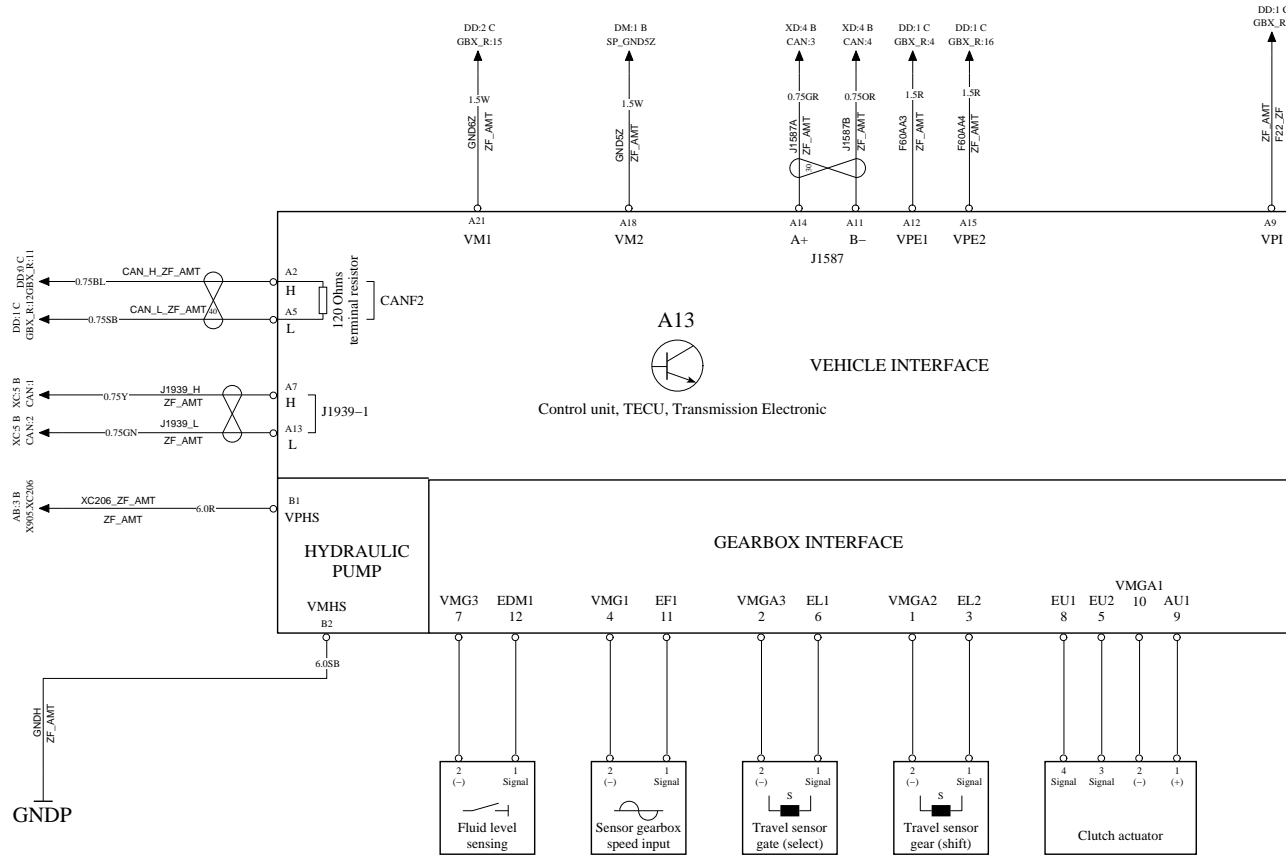 DD:2 C
GBX_R:15
DM:1 B
SP_GND5Z
XD:4 B
CAN:3
XD:4 B
CAN:4
DD:1 C
GBX_R:4
DD:1 C
GBX_R:16
DD:1 C
GBX_R
1.5W
GND6Z
ZF_AMT
1.5W
GND5Z
ZF_AMT
0.75GR
J1587A
ZF_AMT
30
0.75OR
J1587B
ZF_AMT
1.5R
F60AA3
ZF_AMT
1.5R
F60AA4
ZF_AMT
ZF_AMT
F22_ZF
A21
VM1
A18
VM2
A14
A+
A11
B−
J1587
A12
VPE1
A15
VPE2
A9
VPI
DD:0 C
GBX_R:11
0.75BL
CAN_H_ZF_AMT
A2
H
DD:1 C
GBX_R:12
0.75SB
CAN_L_ZF_AMT
40
A5
L
120 Ohms
terminal resistor
CANF2
A13
VEHICLE INTERFACE
Control unit, TECU, Transmission Electronic
XC:5 B
CAN:1
0.75Y
J1939_H
ZF_AMT
A7
H
J1939−1
XC:5 B
CAN:2
0.75GN
J1939_L
ZF_AMT
A13
L
AB:3 B
X905.XC206
XC206_ZF_AMT
ZF_AMT
6.0R
B1
VPHS
HYDRAULIC
PUMP
VMHS
B2
6.0SB
GNDH
ZF_AMT
GNDP
GEARBOX INTERFACE
VMG3
7
EDM1
12
VMG1
4
EF1
11
VMGA3
2
EL1
6
VMGA2
1
EL2
3
EU1
8
EU2
5
VMGA1
10
AU1
9
2
(−)
1
Signal
Fluid level
sensing
2
(−)
1
Signal
Sensor gearbox
speed input
2
(−)
1
Signal
S
Travel sensor
gate (select)
2
(−)
1
Signal
S
Travel sensor
gear (shift)
4
Signal
3
Signal
2
(−)
1
(+)
Clutch actuator